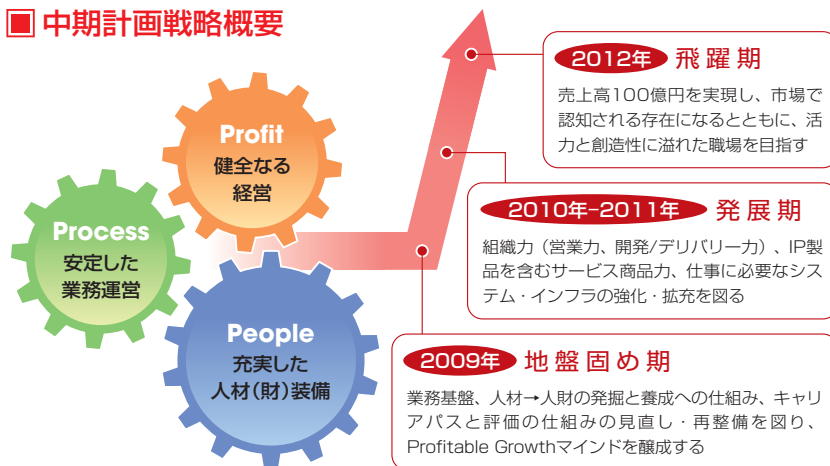 ■ 中期計画戦略概要
Profit
健全なる
経営
Process
安定した
業務運営
People
充実した
人材(財)装備
2012年 飛躍期
売上高100億円を実現し、市場で
認知される存在になるとともに、活
力と創造性に溢れた職場を目指す
2010年–2011年 発展期
組織力（営業力、開発/デリバリー力）、IP製
品を含むサービス商品力、仕事に必要なシス
テム・インフラの強化・拡充を図る
2009年 地盤固め期
業務基盤、人材→人財の発掘と養成への仕組み、キャリ
アパスと評価の仕組みの見直し・再整備を図り、
Profitable Growthマインドを醸成する